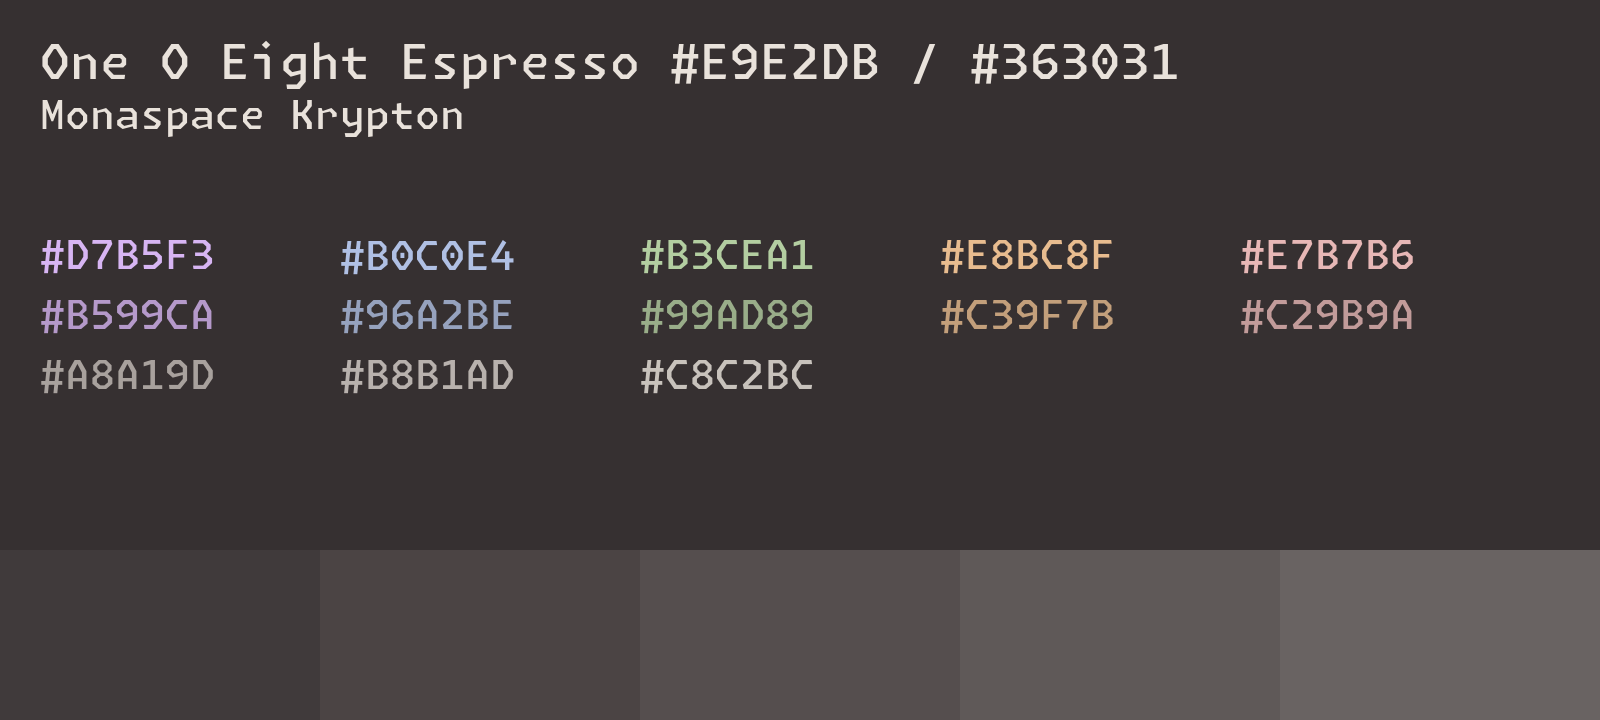 One O Eight Espresso #E9E2DB / #363031
Monaspace Krypton
#D7B5F3 #B0C0E4 #B3CEA1 #E8BC8F #E7B7B6
#B599CA #96A2BE #99AD89 #C39F7B #C29B9A
#A8A19D #B8B1AD #C8C2BC